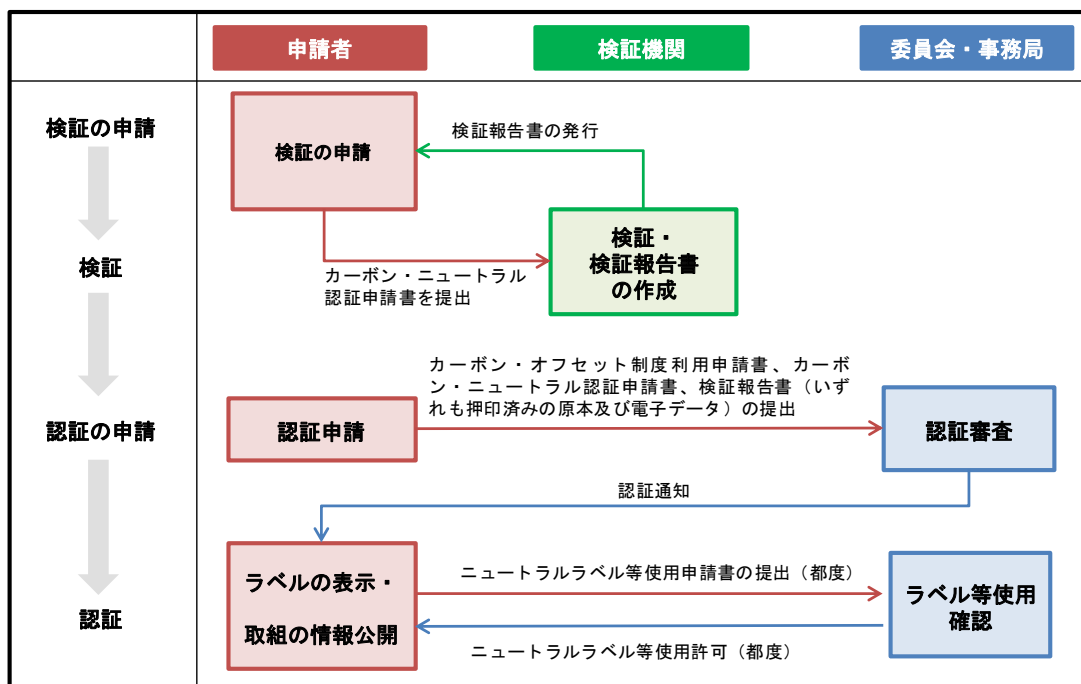 申請者
検証機関
委員会・事務局
検証の申請
検証の申請
検証報告書の発行
検証
カーボン・ニュートラル
認証申請書を提出
検証・
検証報告書
の作成
カーボン・オフセット制度利用申請書、カーボ
ン・ニュートラル認証申請書、検証報告書（いず
れも押印済みの原本及び電子データ）の提出
認証の申請
認証申請
認証審査
認証通知
認証
ラベルの表示・
取組の情報公開
ニュートラルラベル等使用申請書の提出（都度）
ニュートラルラベル等使用許可（都度）
ラベル等使用
確認